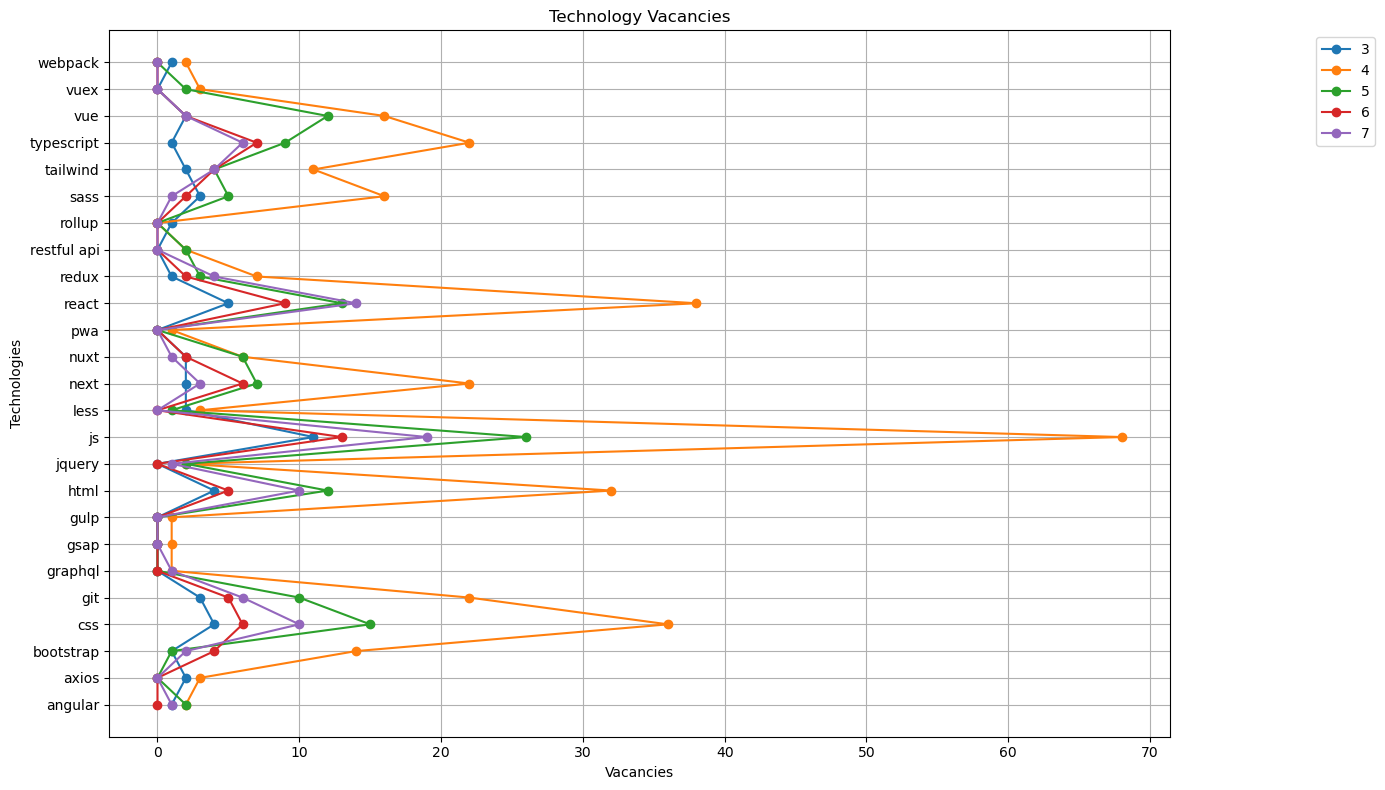 Technology Vacancies
3
4
5
6
7
webpack
vuex
vue
typescript
tailwind
sass
rollup
restful api
redux
react
pwa
nuxt
next
less
js
jquery
html
gulp
gsap
graphql
git
css
bootstrap
axios
angular
Technologies
0 10 20 30 40 50 60 70
Vacancies